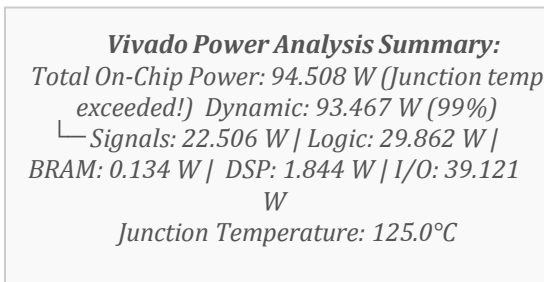 Vivado Power Analysis Summary:
Total On-Chip Power: 94.508 W (Junction temp
exceeded!) Dynamic: 93.467 W (99%)
└─ Signals: 22.506 W | Logic: 29.862 W |
BRAM: 0.134 W | DSP: 1.844 W | I/O: 39.121
W
Junction Temperature: 125.0°C